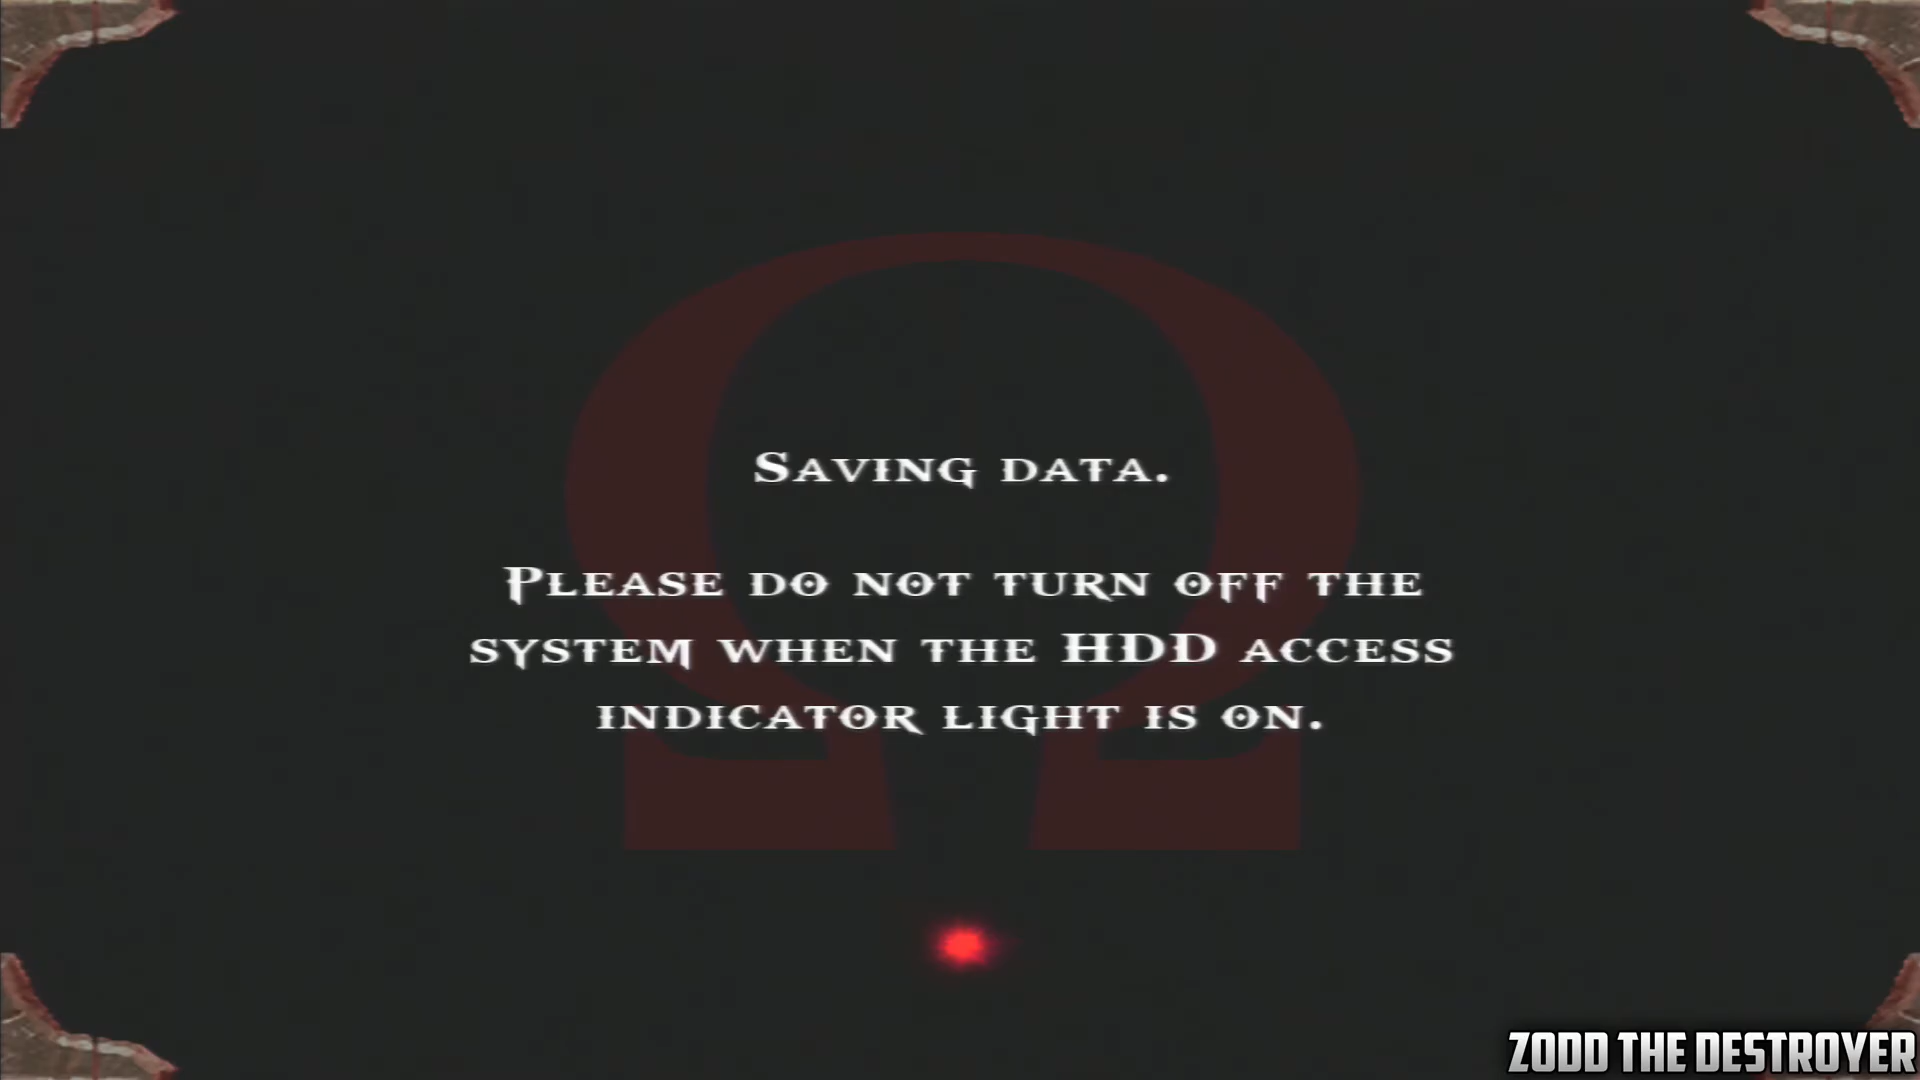 Saving data.
Please do not turn off the
system when the HDD access
indicator light is on.
ZODD THE DESTROYER